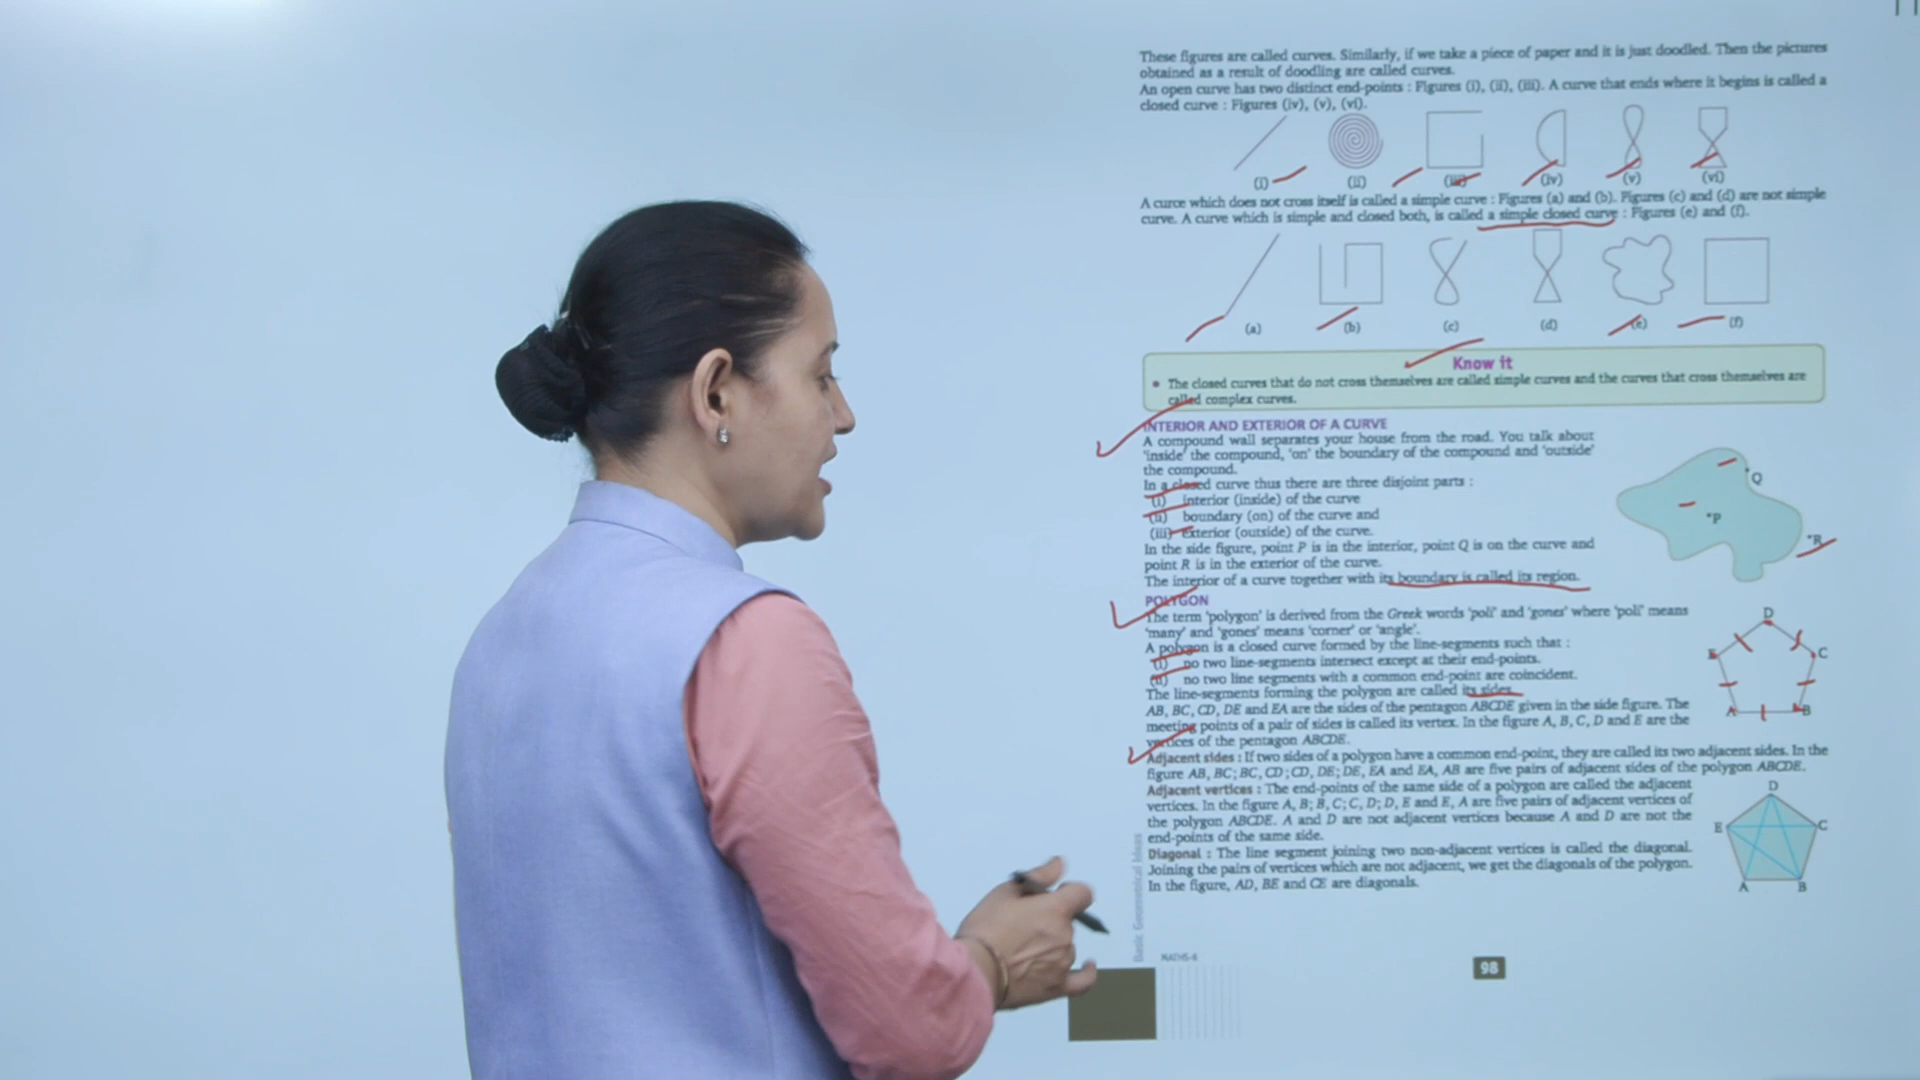 These figures are called curves. Similarly, if we take a piece of paper and it is just doodled. Then the pictures
obtained as a result of doodling are called curves.
An open curve has two distinct end-points : Figures (i), (ii), (iii). A curve that ends where it begins is called a
closed curve : Figures (iv), (v), (vi).
(i) (ii) (iii) (iv) (v) (vi)
A curce which does not cross itself is called a simple curve : Figures (a) and (b). Figures (c) and (d) are not simple
curve. A curve which is simple and closed both, is called a simple closed curve : Figures (e) and (f).
(a) (b) (c) (d) (e) (f)
Know it
• The closed curves that do not cross themselves are called simple curves and the curves that cross themselves are
called complex curves.
INTERIOR AND EXTERIOR OF A CURVE
A compound wall separates your house from the road. You talk about
'inside' the compound, 'on' the boundary of the compound and 'outside'
the compound.
In a closed curve thus there are three disjoint parts :
(i) interior (inside) of the curve
(ii) boundary (on) of the curve and
(iii) exterior (outside) of the curve.
In the side figure, point P is in the interior, point Q is on the curve and
point R is in the exterior of the curve.
The interior of a curve together with its boundary is called its region.
Q
P
R
POLYGON
The term 'polygon' is derived from the Greek words 'poli' and 'gones' where 'poli' means
'many' and 'gones' means 'corner' or 'angle'.
A polygon is a closed curve formed by the line-segments such that :
(i) no two line-segments intersect except at their end-points.
(ii) no two line segments with a common end-point are coincident.
The line-segments forming the polygon are called its sides.
AB, BC, CD, DE and EA are the sides of the pentagon ABCDE given in the side figure. The
meeting points of a pair of sides is called its vertex. In the figure A, B, C, D and E are the
vertices of the pentagon ABCDE.
D
E C
A B
Adjacent sides : If two sides of a polygon have a common end-point, they are called its two adjacent sides. In the
figure AB, BC; BC, CD ; CD, DE; DE, EA and EA, AB are five pairs of adjacent sides of the polygon ABCDE.
Adjacent vertices : The end-points of the same side of a polygon are called the adjacent
vertices. In the figure A, B; B, C; C, D; D, E and E, A are five pairs of adjacent vertices of
the polygon ABCDE. A and D are not adjacent vertices because A and D are not the
end-points of the same side.
Diagonal : The line segment joining two non-adjacent vertices is called the diagonal.
Joining the pairs of vertices which are not adjacent, we get the diagonals of the polygon.
In the figure, AD, BE and CE are diagonals.
D
E C
A B
Basic Geometrical Ideas
MATHS-6
98